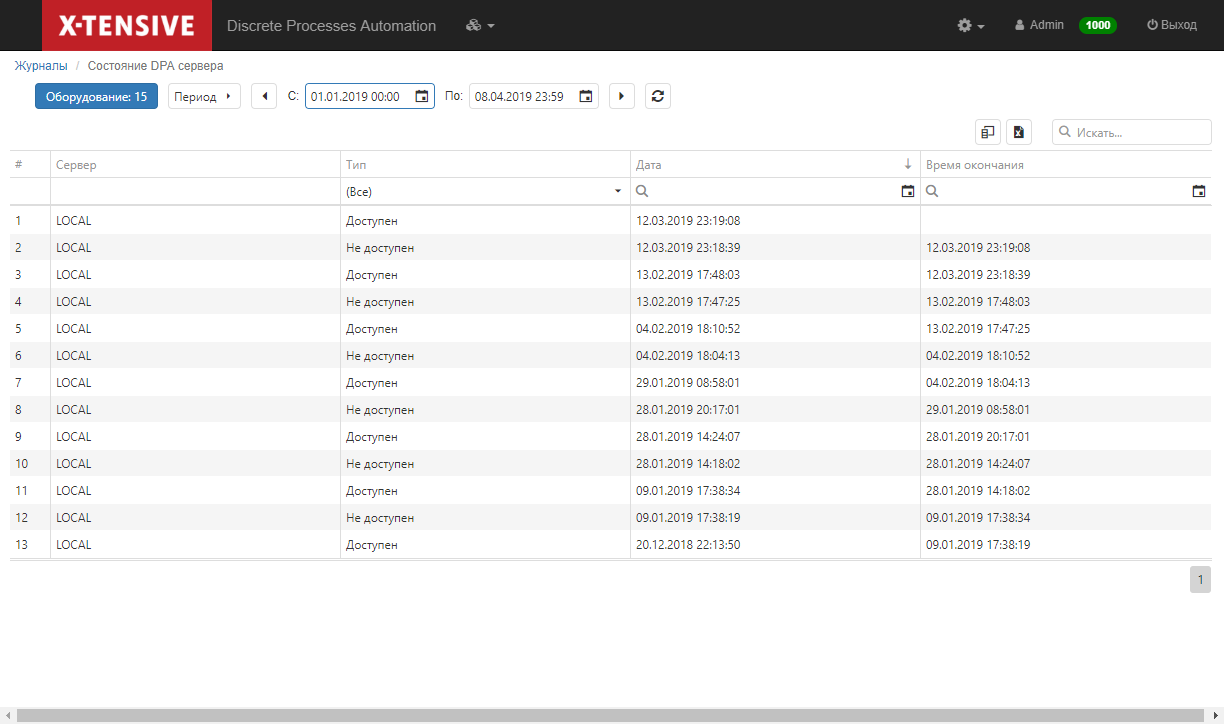 X-TENSIVE Discrete Processes Automation Admin 1000 Выход
Журналы / Состояние DPA сервера
Оборудование: 15 Период С: 01.01.2019 00:00 По: 08.04.2019 23:59
Искать...
# Сервер Тип Дата Время окончания
(Все)
1 LOCAL Доступен 12.03.2019 23:19:08
2 LOCAL Не доступен 12.03.2019 23:18:39 12.03.2019 23:19:08
3 LOCAL Доступен 13.02.2019 17:48:03 12.03.2019 23:18:39
4 LOCAL Не доступен 13.02.2019 17:47:25 13.02.2019 17:48:03
5 LOCAL Доступен 04.02.2019 18:10:52 13.02.2019 17:47:25
6 LOCAL Не доступен 04.02.2019 18:04:13 04.02.2019 18:10:52
7 LOCAL Доступен 29.01.2019 08:58:01 04.02.2019 18:04:13
8 LOCAL Не доступен 28.01.2019 20:17:01 29.01.2019 08:58:01
9 LOCAL Доступен 28.01.2019 14:24:07 28.01.2019 20:17:01
10 LOCAL Не доступен 28.01.2019 14:18:02 28.01.2019 14:24:07
11 LOCAL Доступен 09.01.2019 17:38:34 28.01.2019 14:18:02
12 LOCAL Не доступен 09.01.2019 17:38:19 09.01.2019 17:38:34
13 LOCAL Доступен 20.12.2018 22:13:50 09.01.2019 17:38:19
1